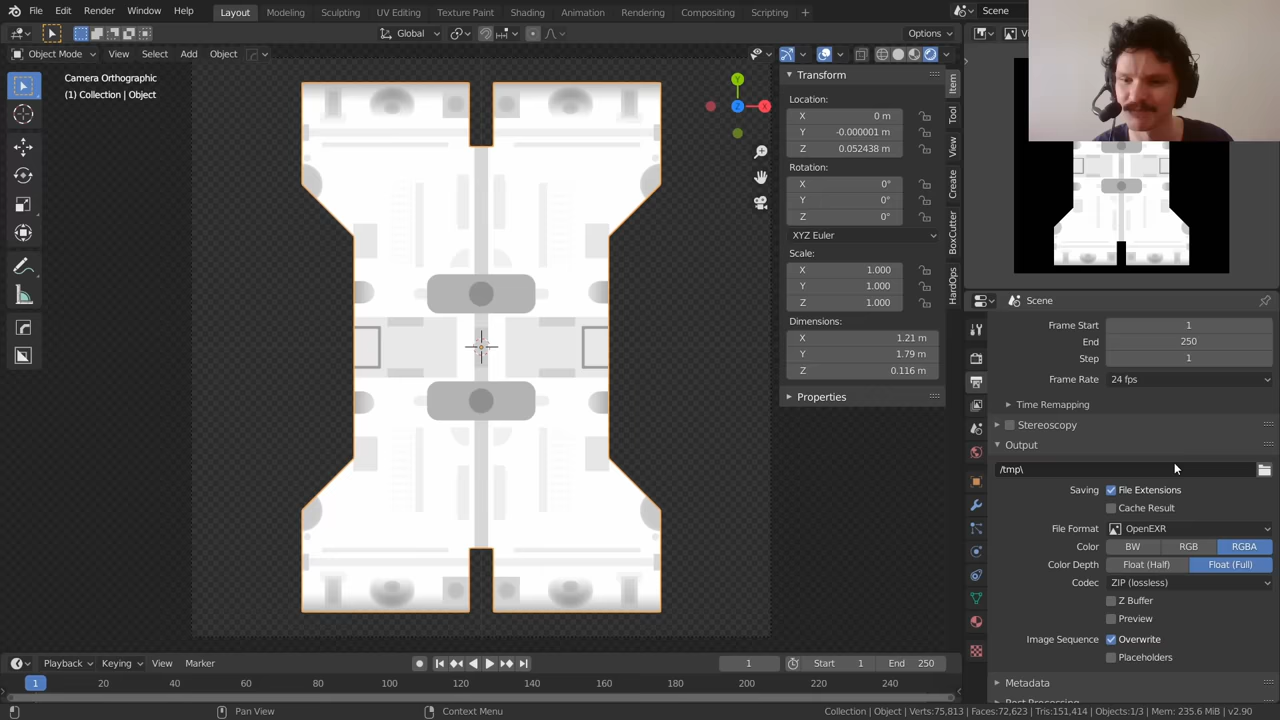 File Edit Render Window Help Layout Modeling Sculpting UV Editing Texture Paint Shading Animation Rendering Compositing Scripting + Scene
Global Options
Object Mode View Select Add Object
Camera Orthographic
(1) Collection | Object
Y
Z
X
Transform
Location:
X 0 m
Y -0.000001 m
Z 0.052438 m
Rotation:
X 0°
Y 0°
Z 0°
XYZ Euler
Scale:
X 1.000
Y 1.000
Z 1.000
Dimensions:
X 1.21 m
Y 1.79 m
Z 0.116 m
Properties
Item
Tool
View
Create
BoxCutter
HardOps
Scene
Frame Start 1
End 250
Step 1
Frame Rate 24 fps
Time Remapping
Stereoscopy
Output
/tmp\
Saving File Extensions
Cache Result
File Format OpenEXR
Color BW RGB RGBA
Color Depth Float (Half) Float (Full)
Codec ZIP (lossless)
Z Buffer
Preview
Image Sequence Overwrite
Placeholders
Metadata
Post Processing
Playback Keying View Marker 1 Start 1 End 250
1 20 40 60 80 100 120 140 160 180 200 220 240
Pan View Context Menu Collection | Object | Verts:75,813 | Faces:72,623 | Tris:151,414 | Objects:1/3 | Mem: 235.6 MiB | v2.90